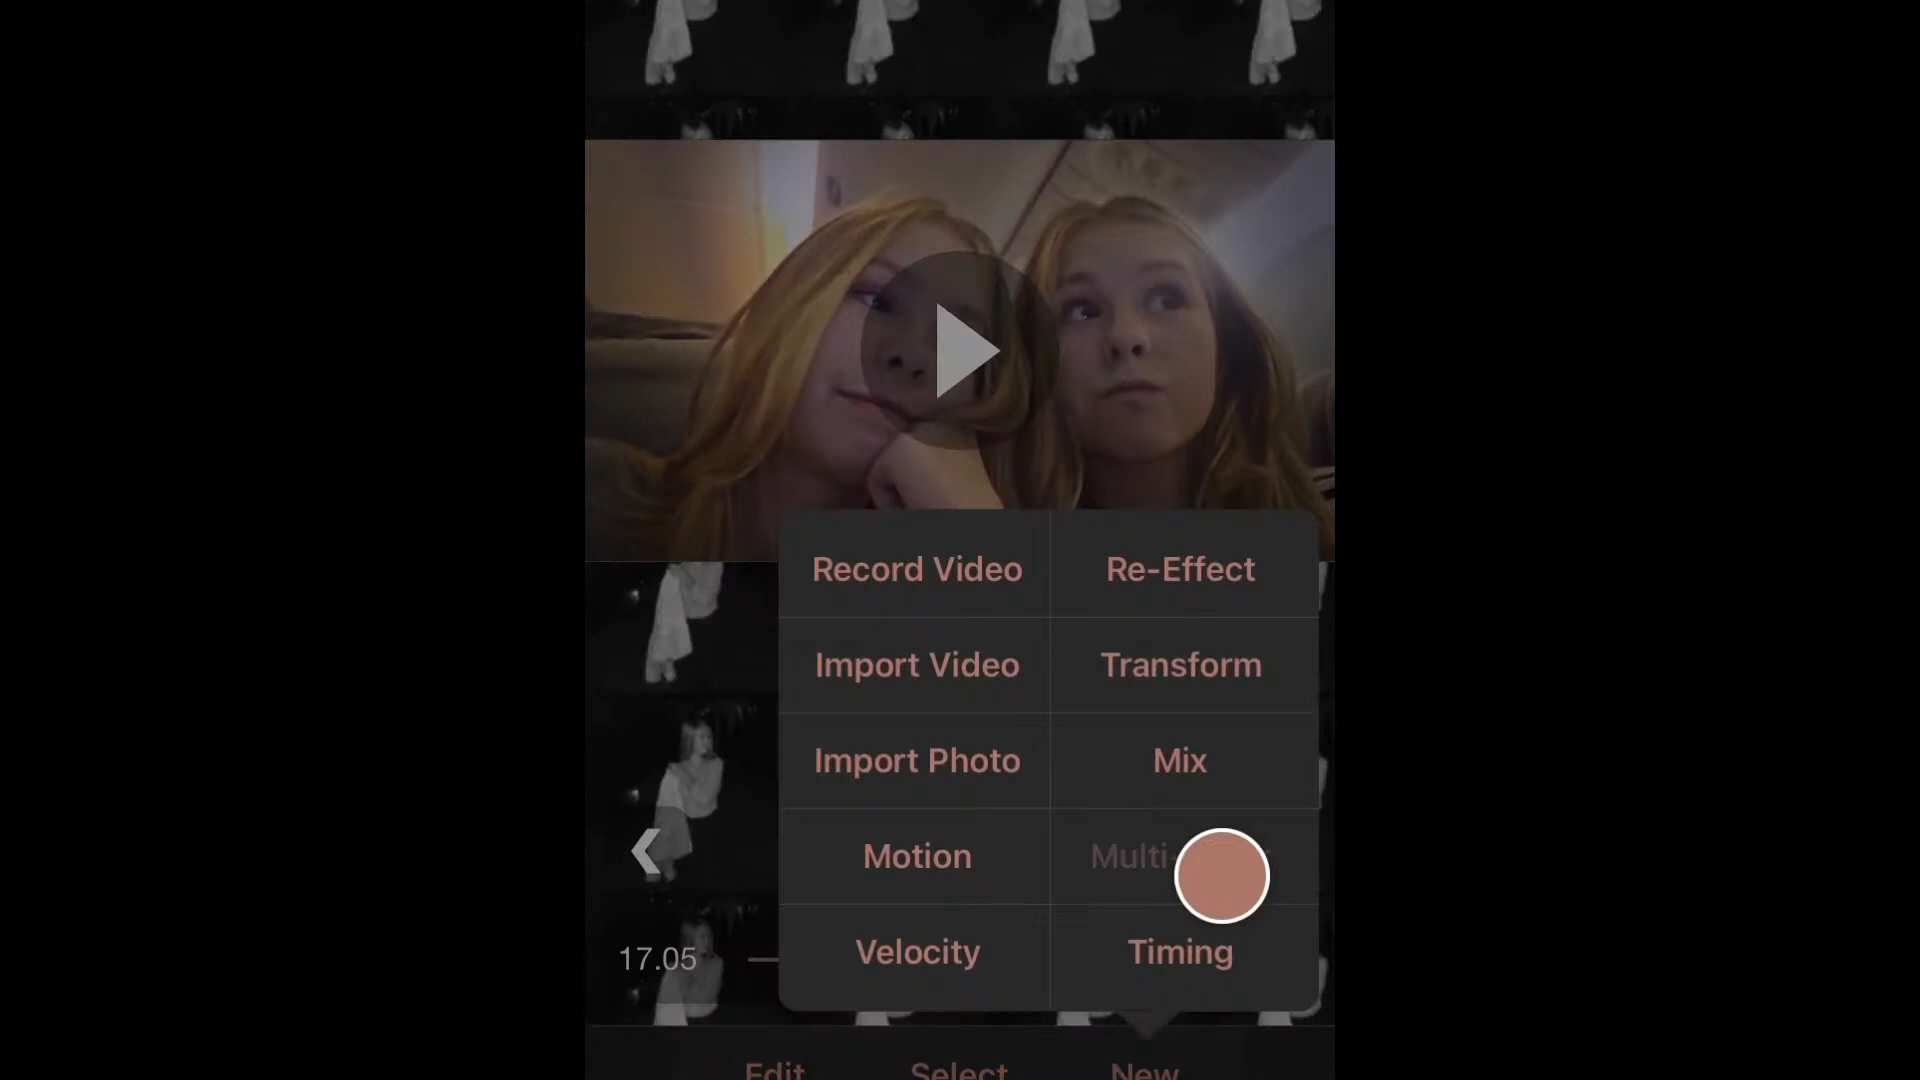 Record Video
Re-Effect
Import Video
Transform
Import Photo
Mix
Motion
Multi-
Velocity
Timing
17.05
Edit
Select
New